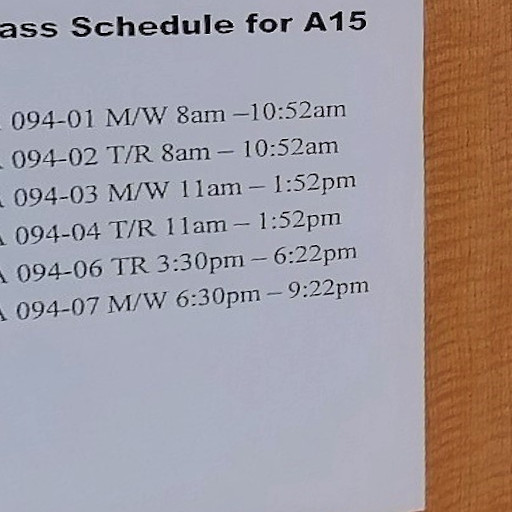 ass Schedule for A15
094-01 M/W 8am –10:52am
094-02 T/R 8am – 10:52am
094-03 M/W 11am – 1:52pm
094-04 T/R 11am – 1:52pm
A 094-06 TR 3:30pm – 6:22pm
A 094-07 M/W 6:30pm – 9:22pm